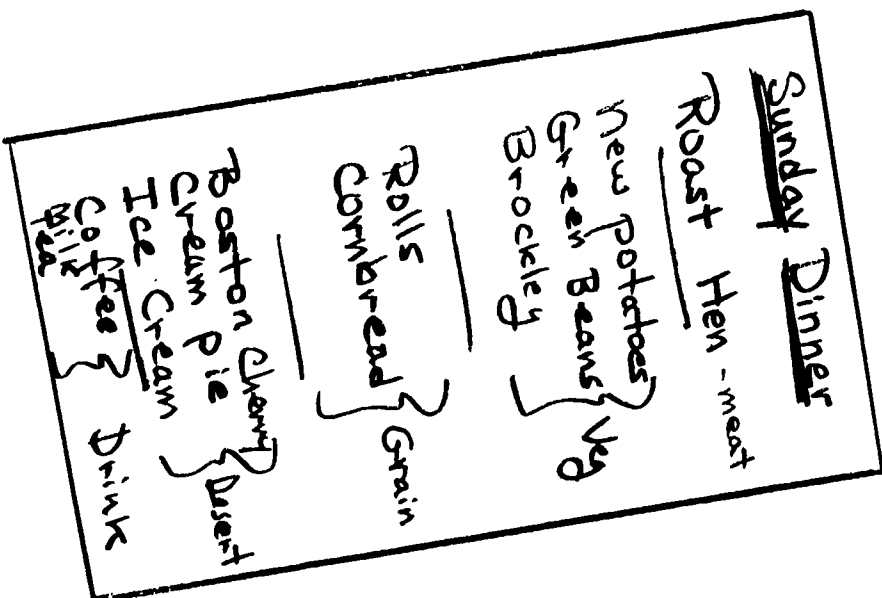 Sunday Dinner
Roast Hen - meat
new potatoes
Green Beans
Brockley
Veg
Rolls
Cornbread
Grain
Boston Cherry
Cream Pie
Ice Cream
Desert
Coffee
Milk
tea
Drink